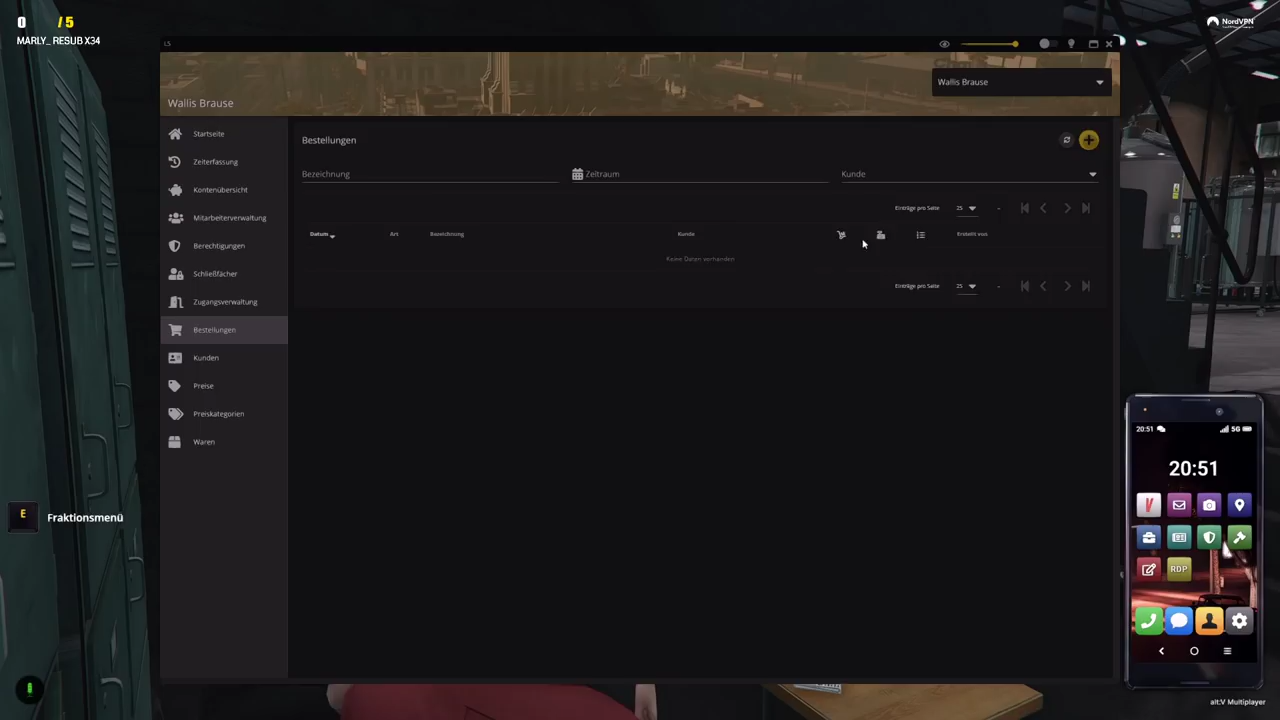 0 / 5
MARLY_ RESUB X34
NordVPN
LS
Wallis Brause
Wallis Brause
Startseite
Zeiterfassung
Kontenübersicht
Mitarbeiterverwaltung
Berechtigungen
Schließfächer
Zugangsverwaltung
Bestellungen
Kunden
Preise
Preiskategorien
Waren
Bestellungen
Bezeichnung
Zeitraum
Kunde
Einträge pro Seite 25 -
Datum Art Bezeichnung Kunde Erstellt von
Keine Daten vorhanden
Einträge pro Seite 25 -
E Fraktionsmenü
20:51 5G
20:51
RDP
alt:V Multiplayer